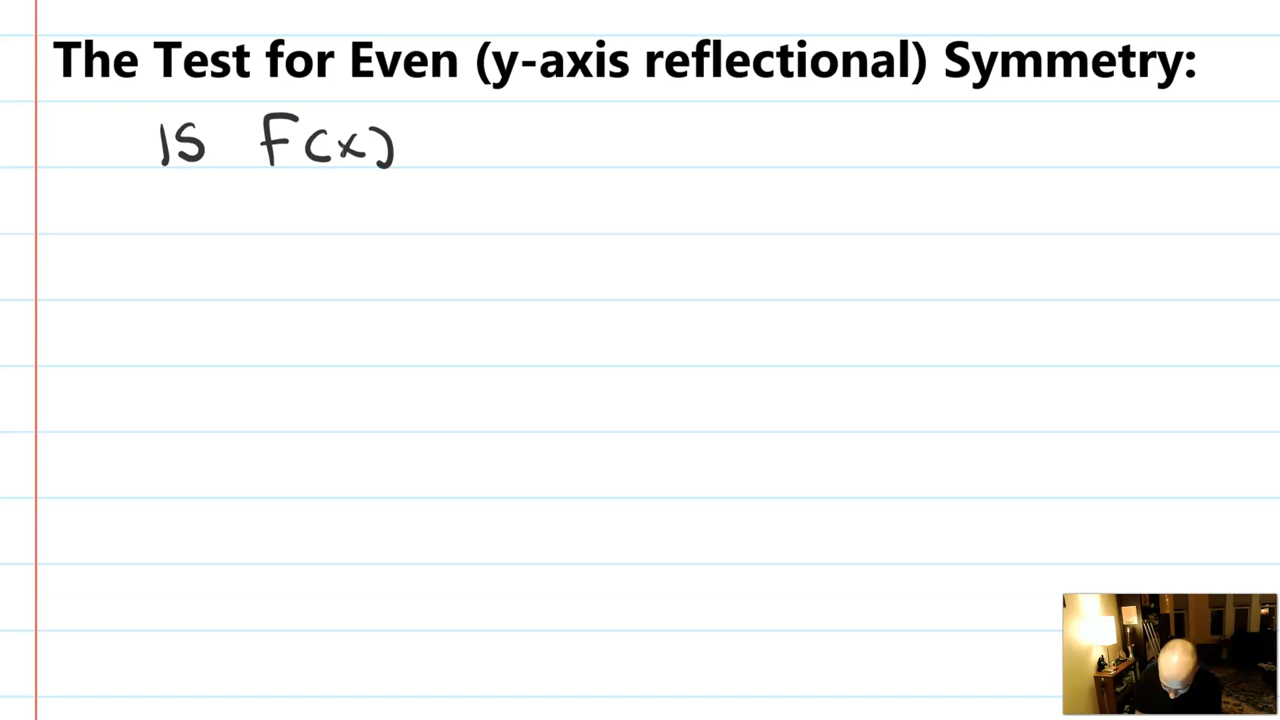 The Test for Even (y-axis reflectional) Symmetry:
IS F(x)